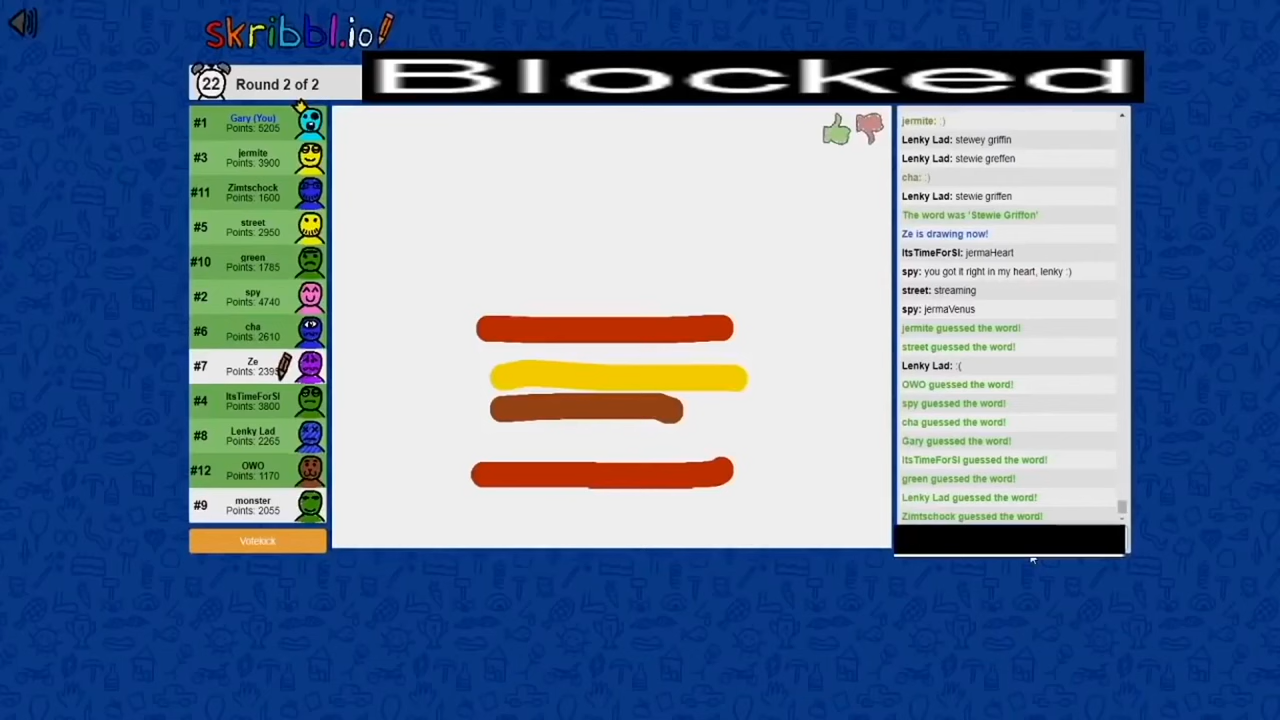 skribbl.io
22 Round 2 of 2
Blocked
#1 Gary (You)
Points: 5205
#3 jermite
Points: 3900
#11 Zimtschock
Points: 1600
#5 street
Points: 2950
#10 green
Points: 1785
#2 spy
Points: 4740
#6 cha
Points: 2610
#7 Ze
Points: 2395
#4 ItsTimeForSI
Points: 3800
#8 Lenky Lad
Points: 2265
#12 OWO
Points: 1170
#9 monster
Points: 2055
Votekick
jermite: :)
Lenky Lad: stewey griffin
Lenky Lad: stewie greffen
cha: :)
Lenky Lad: stewie griffen
The word was 'Stewie Griffon'
Ze is drawing now!
ItsTimeForSI: jermaHeart
spy: you got it right in my heart, lenky :)
street: streaming
spy: jermaVenus
jermite guessed the word!
street guessed the word!
Lenky Lad: :(
OWO guessed the word!
spy guessed the word!
cha guessed the word!
Gary guessed the word!
ItsTimeForSI guessed the word!
green guessed the word!
Lenky Lad guessed the word!
Zimtschock guessed the word!